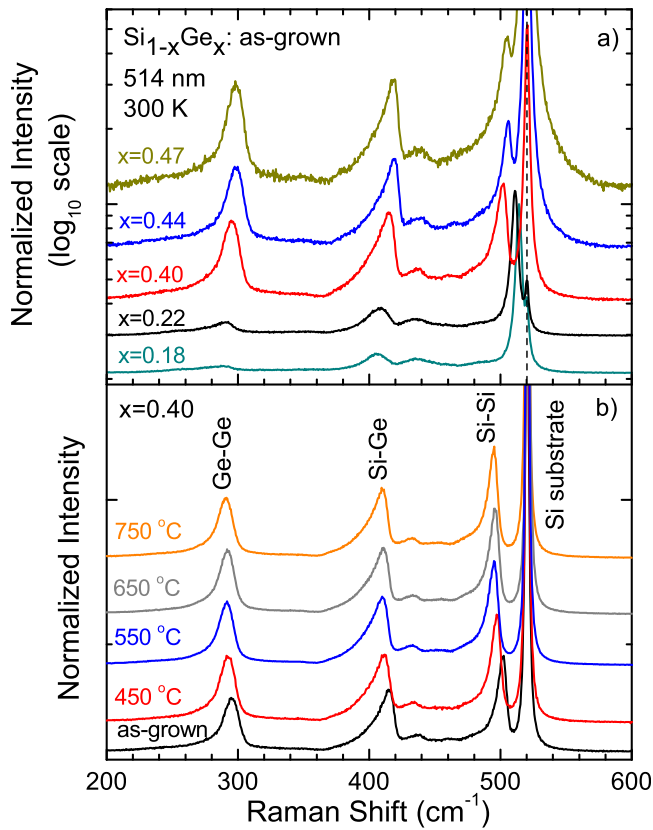 Si1-xGex: as-grown
a)
514 nm
300 K
x=0.47
x=0.44
x=0.40
x=0.22
x=0.18
Normalized Intensity
(log10 scale)
x=0.40
b)
Ge-Ge
Si-Ge
Si-Si
Si substrate
750 °C
650 °C
550 °C
450 °C
as-grown
Normalized Intensity
200 300 400 500 600
Raman Shift (cm-1)